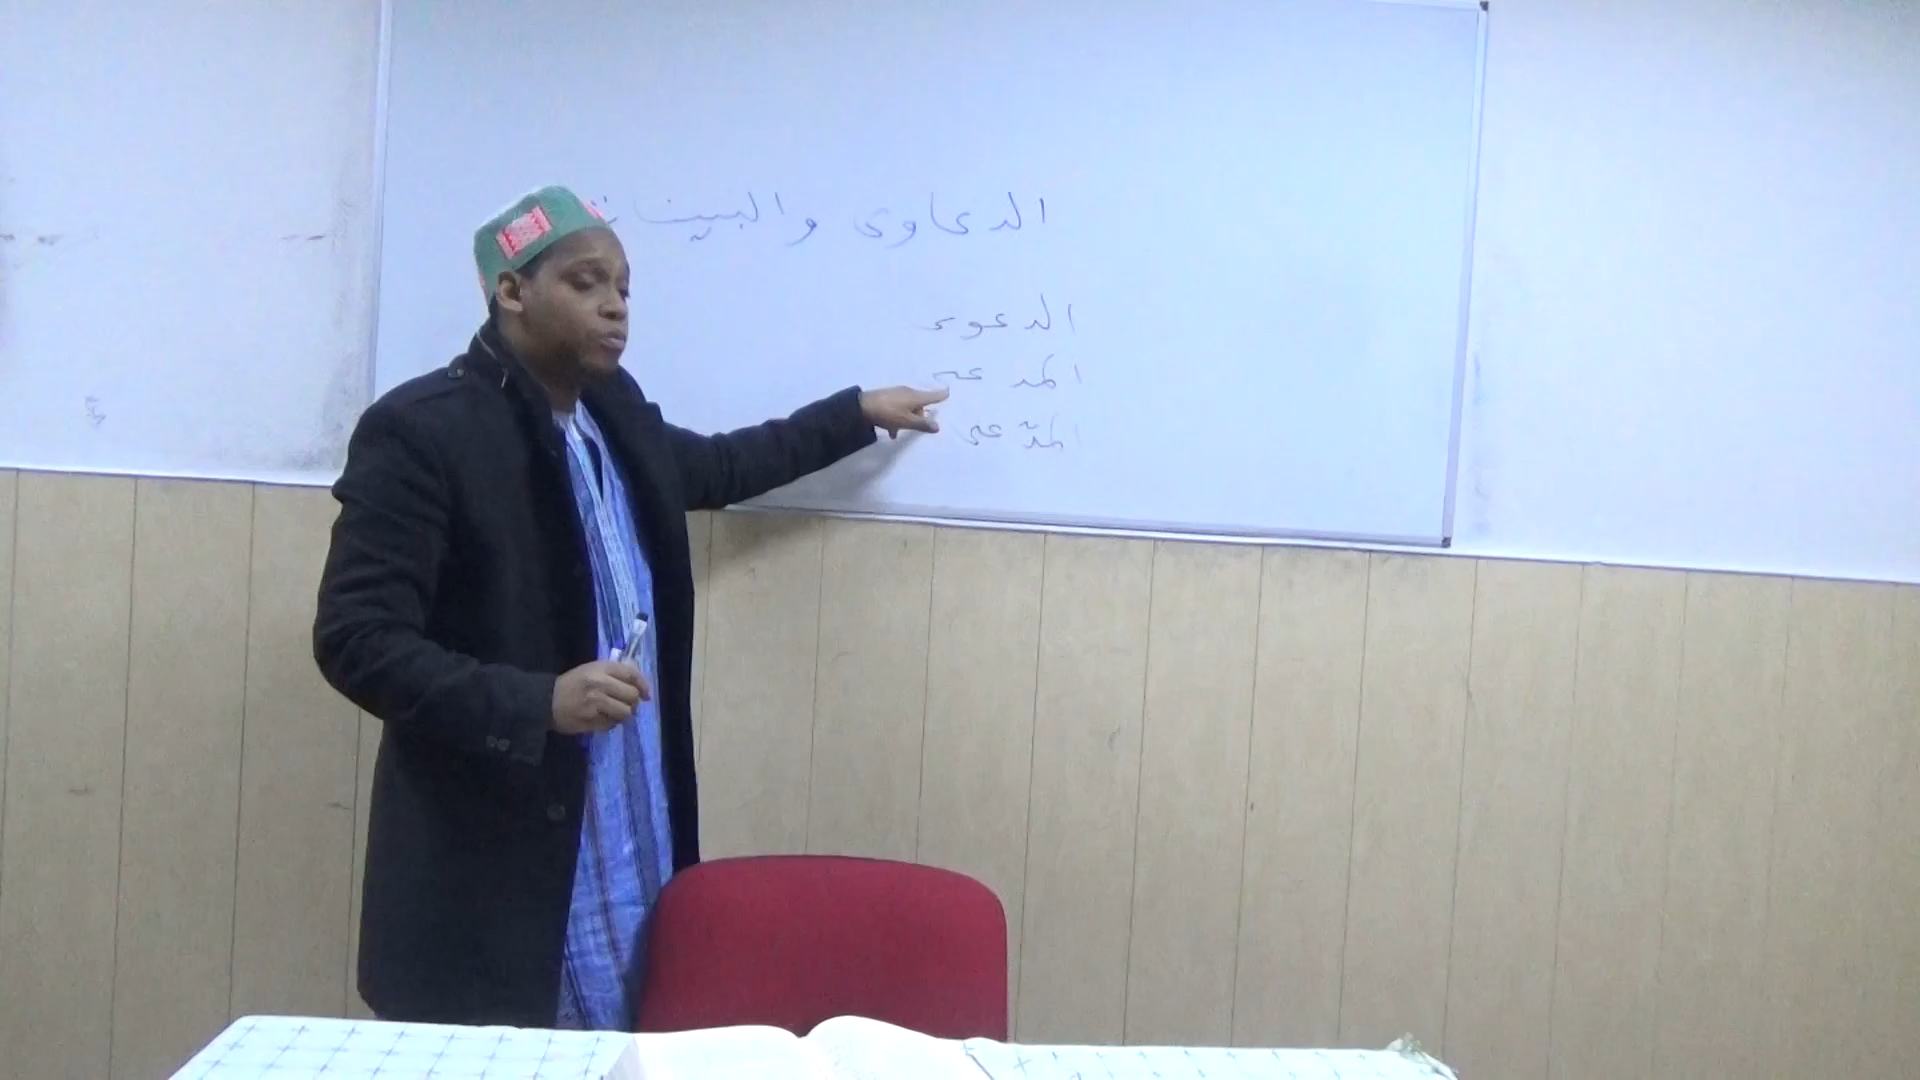 الدعاوى والبينات
الدعوى
المدعي
المدّعى